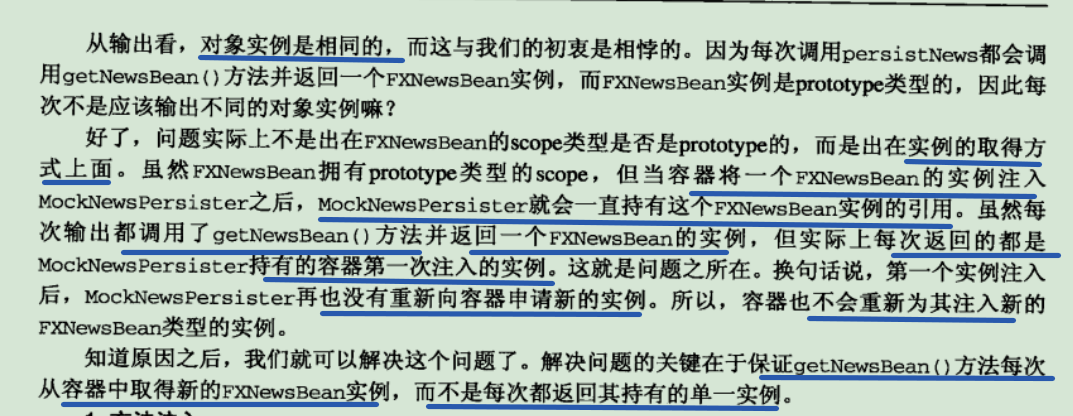 从输出看，对象实例是相同的，而这与我们的初衷是相悖的。因为每次调用persistNews都会调
用getNewsBean()方法并返回一个FXNewsBean实例，而FXNewsBean实例是prototype类型的，因此每
次不是应该输出不同的对象实例嘛？
好了，问题实际上不是出在FXNewsBean的scope类型是否是prototype的，而是出在实例的取得方
式上面。虽然FXNewsBean拥有prototype类型的scope，但当容器将一个FXNewsBean的实例注入
MockNewsPersister之后，MockNewsPersister就会一直持有这个FXNewsBean实例的引用。虽然每
次输出都调用了getNewsBean()方法并返回一个FXNewsBean的实例，但实际上每次返回的都是
MockNewsPersister持有的容器第一次注入的实例。这就是问题之所在。换句话说，第一个实例注入
后，MockNewsPersister再也没有重新向容器申请新的实例。所以，容器也不会重新为其注入新的
FXNewsBean类型的实例。
知道原因之后，我们就可以解决这个问题了。解决问题的关键在于保证getNewsBean()方法每次
从容器中取得新的FXNewsBean实例，而不是每次都返回其持有的单一实例。